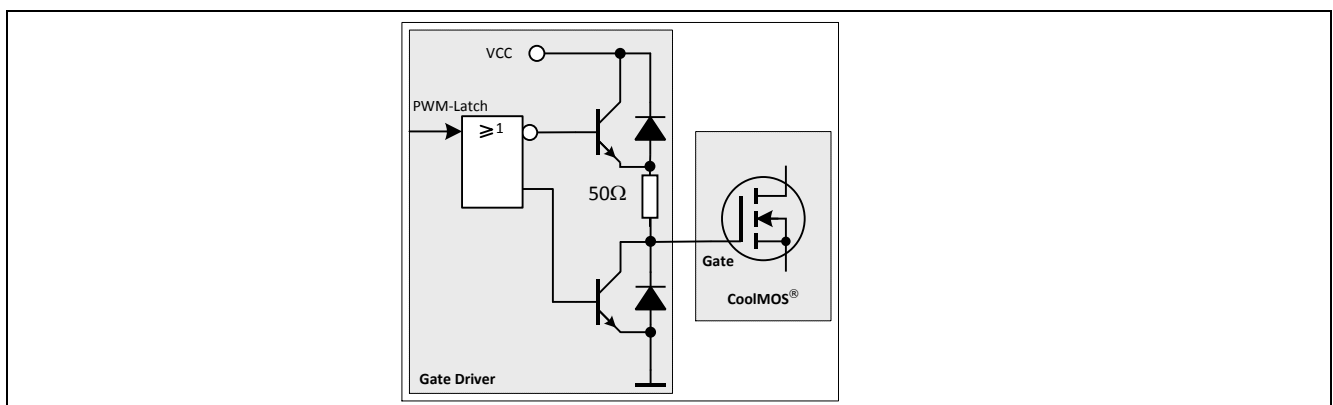 VCC
PWM-Latch
⩾1
50Ω
Gate
CoolMOS®
Gate Driver